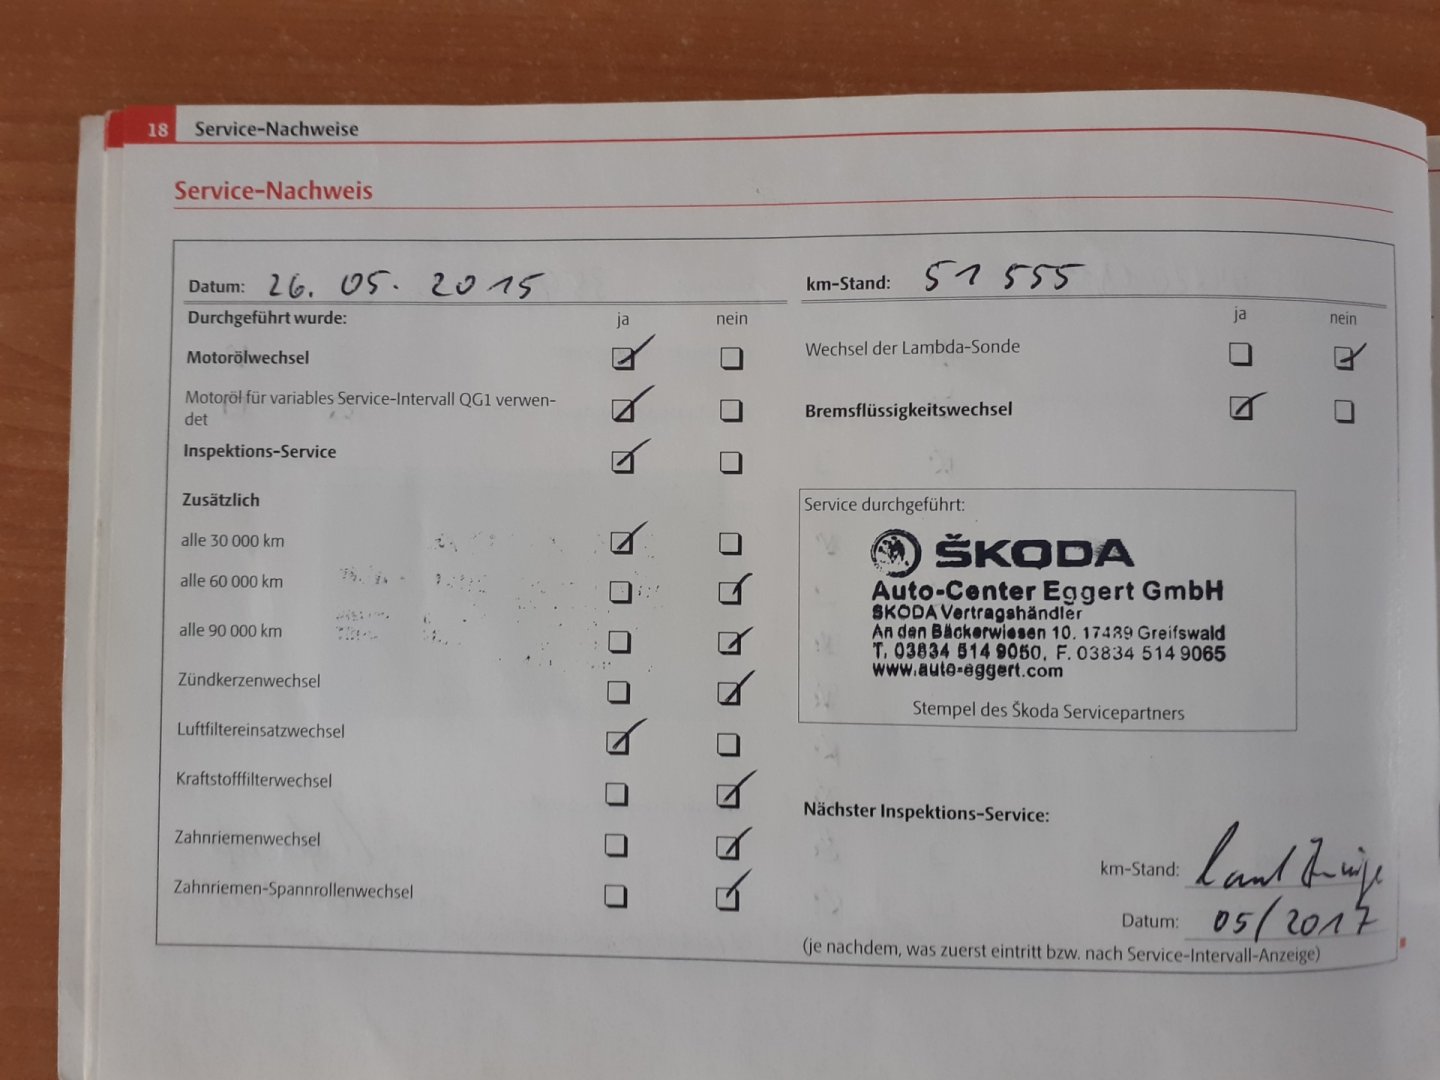 18 Service-Nachweise
Service-Nachweis
Datum: 26. 05. 2015
Durchgeführt wurde: ja nein
Motorölwechsel
Motoröl für variables Service-Intervall QG1 verwen-
det
Inspektions-Service
Zusätzlich
alle 30 000 km
alle 60 000 km
alle 90 000 km
Zündkerzenwechsel
Luftfiltereinsatzwechsel
Kraftstofffilterwechsel
Zahnriemenwechsel
Zahnriemen-Spannrollenwechsel
km-Stand: 51 555
ja nein
Wechsel der Lambda-Sonde
Bremsflüssigkeitswechsel
Service durchgeführt:
ŠKODA
Auto-Center Eggert GmbH
ŠKODA Vertragshändler
An den Bäckerwiesen 10, 17489 Greifswald
T. 03834 514 9050, F. 03834 514 9065
www.auto-eggert.com
Stempel des Škoda Servicepartners
Nächster Inspektions-Service:
km-Stand: Laut Anzeige
Datum: 05/2017
(je nachdem, was zuerst eintritt bzw. nach Service-Intervall-Anzeige)